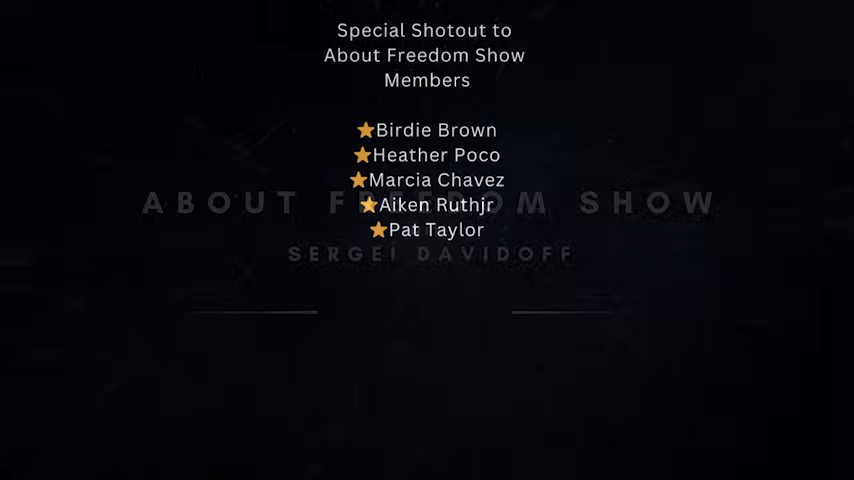 Special Shotout to
About Freedom Show
Members
⭐Birdie Brown
⭐Heather Poco
⭐Marcia Chavez
⭐Aiken Ruthjr
⭐Pat Taylor
ABOUT FREEDOM SHOW
SERGEI DAVIDOFF